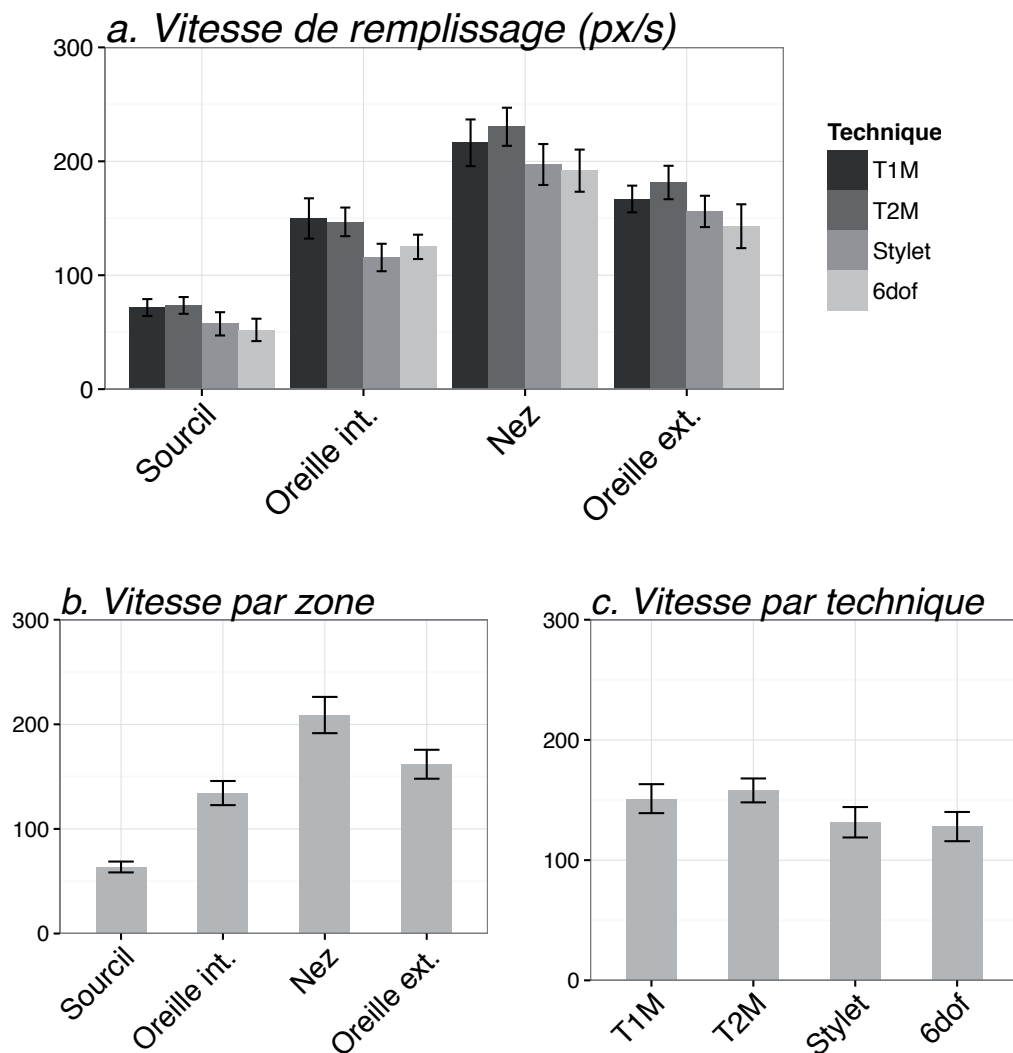 a. Vitesse de remplissage (px/s)
300
200
100
0
Sourcil
Oreille int.
Nez
Oreille ext.
Technique
T1M
T2M
Stylet
6dof
b. Vitesse par zone
300
200
100
0
Sourcil
Oreille int.
Nez
Oreille ext.
c. Vitesse par technique
300
200
100
0
T1M
T2M
Stylet
6dof